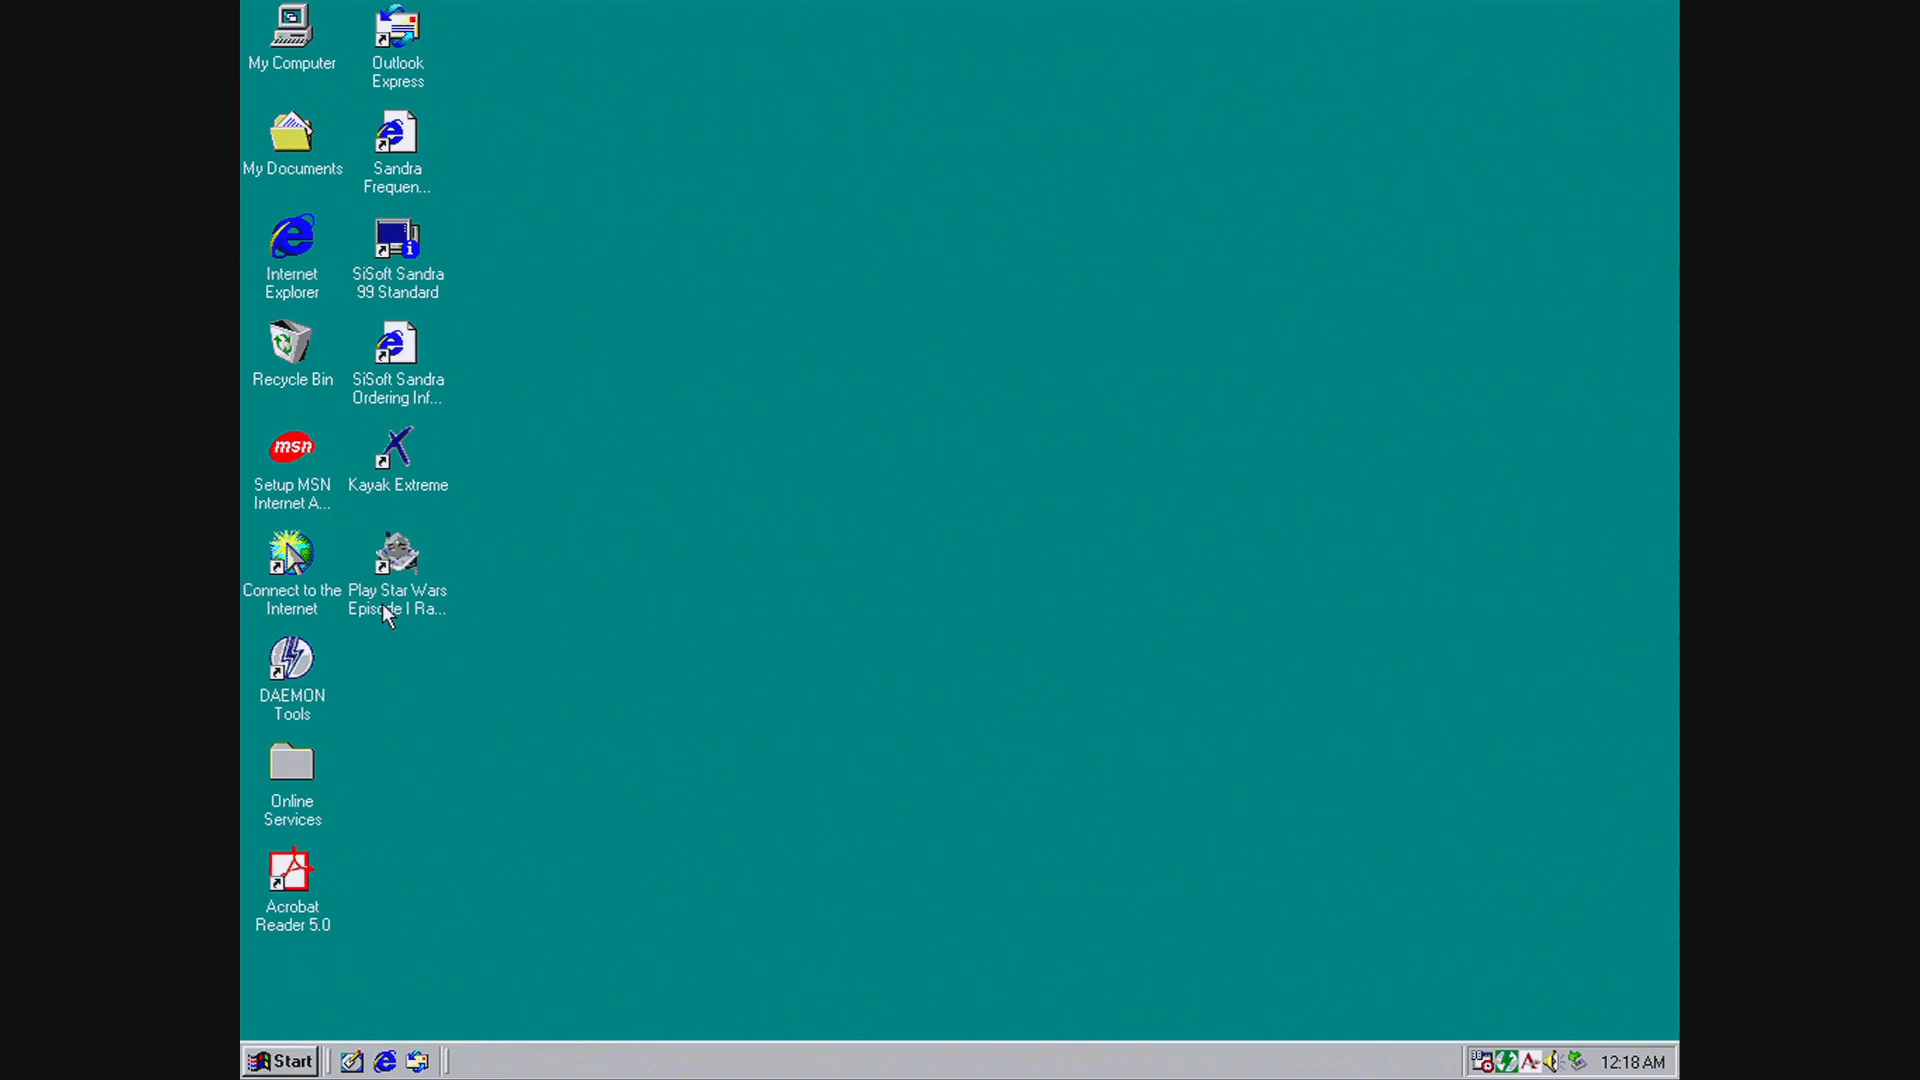 My Computer
Outlook
Express
My Documents
Sandra
Frequen...
Internet
Explorer
SiSoft Sandra
99 Standard
Recycle Bin
SiSoft Sandra
Ordering Inf...
msn
Setup MSN
Internet A...
Kayak Extreme
Connect to the
Internet
Play Star Wars
Episode I Ra...
DAEMON
Tools
Online
Services
Acrobat
Reader 5.0
Start
12:18 AM